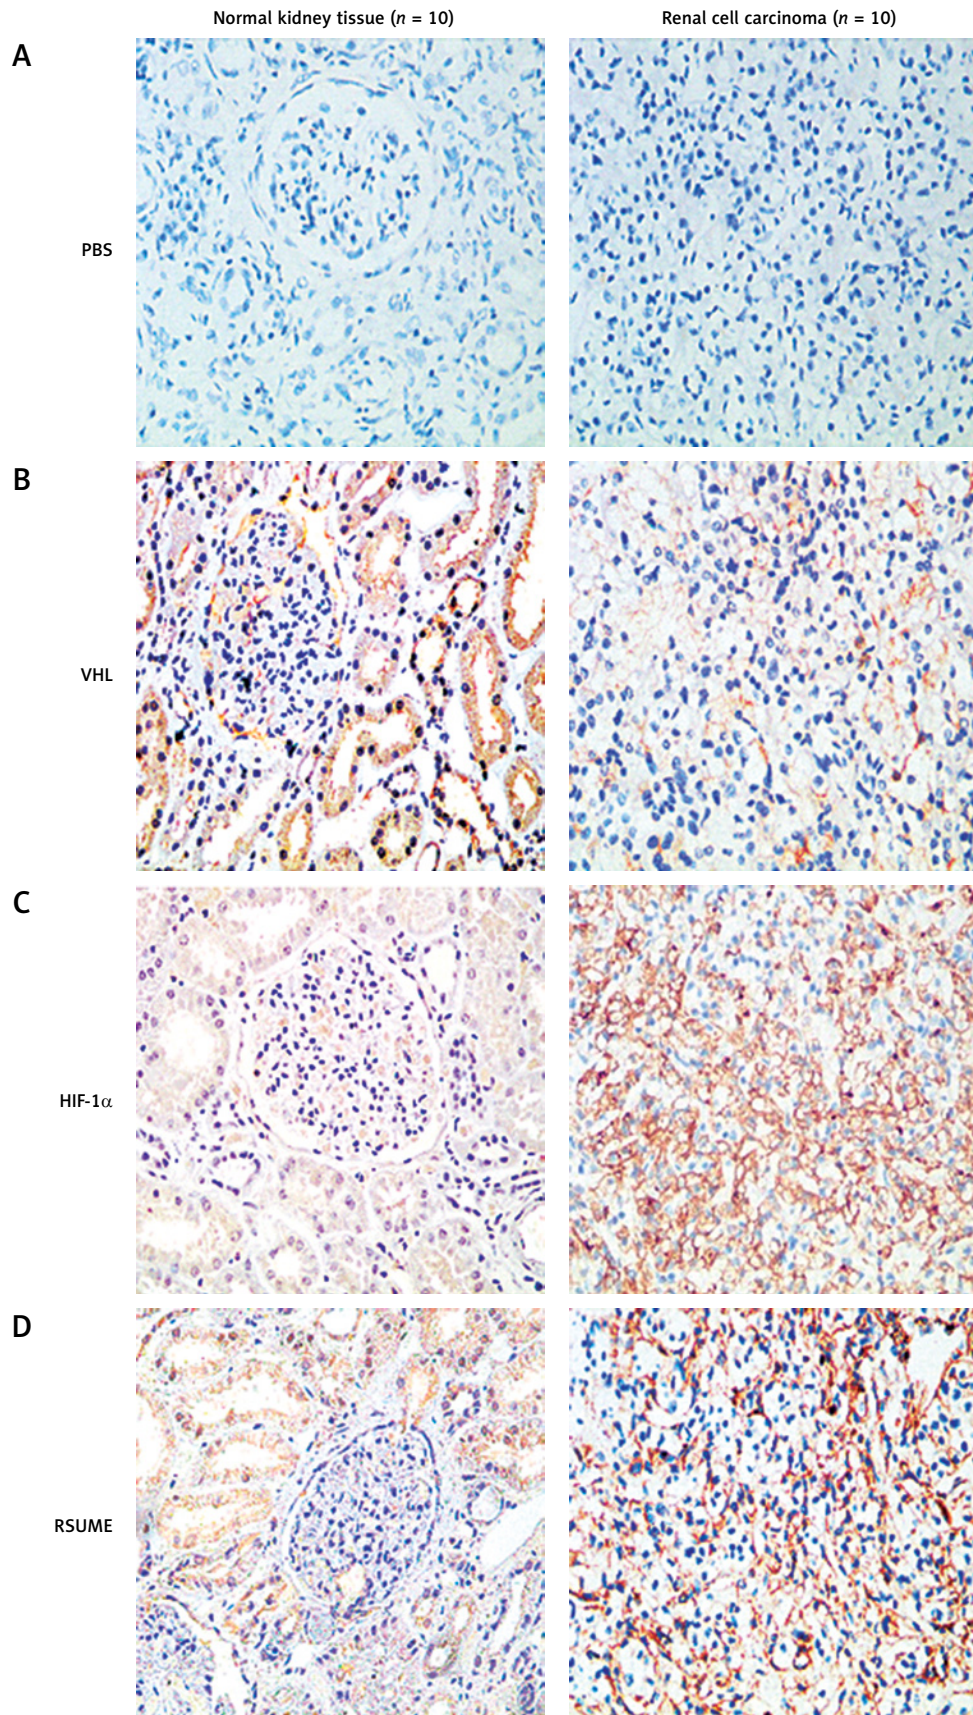 Normal kidney tissue (n = 10)
Renal cell carcinoma (n = 10)
A
PBS
B
VHL
C
HIF-1α
D
RSUME